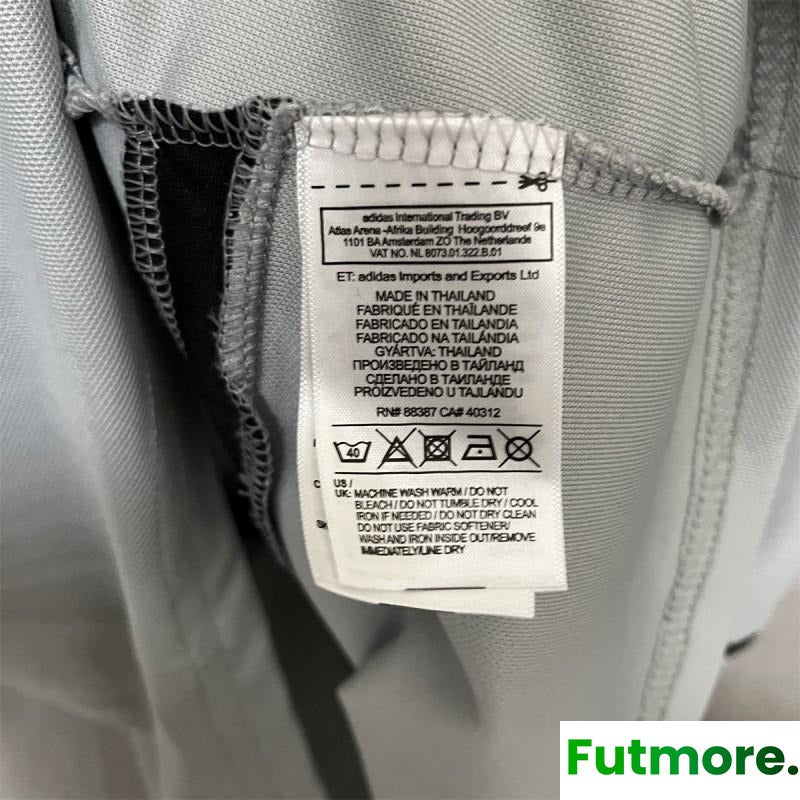 adidas International Trading BV
Atlas Arena -Afrika Building Hoogoorddreef 9a
1101 BA Amsterdam ZO The Netherlands
VAT NO. NL 8073.01.322.B.01
ET: adidas Imports and Exports Ltd
MADE IN THAILAND
FABRIQUÉ EN THAÏLANDE
FABRICADO EN TAILANDIA
FABRICADO NA TAILÂNDIA
GYÁRTVA: THAILAND
ПРОИЗВЕДЕНО В ТАЙЛАНД
СДЕЛАНО В ТАИЛАНДЕ
PROIZVEDENO U TAJLANDU
RN# 88387 CA# 40312
40
US /
UK: MACHINE WASH WARM / DO NOT
BLEACH / DO NOT TUMBLE DRY / COOL
IRON IF NEEDED / DO NOT DRY CLEAN
DO NOT USE FABRIC SOFTENER/
WASH AND IRON INSIDE OUT/REMOVE
IMMEDIATELY/LINE DRY
Futmore.